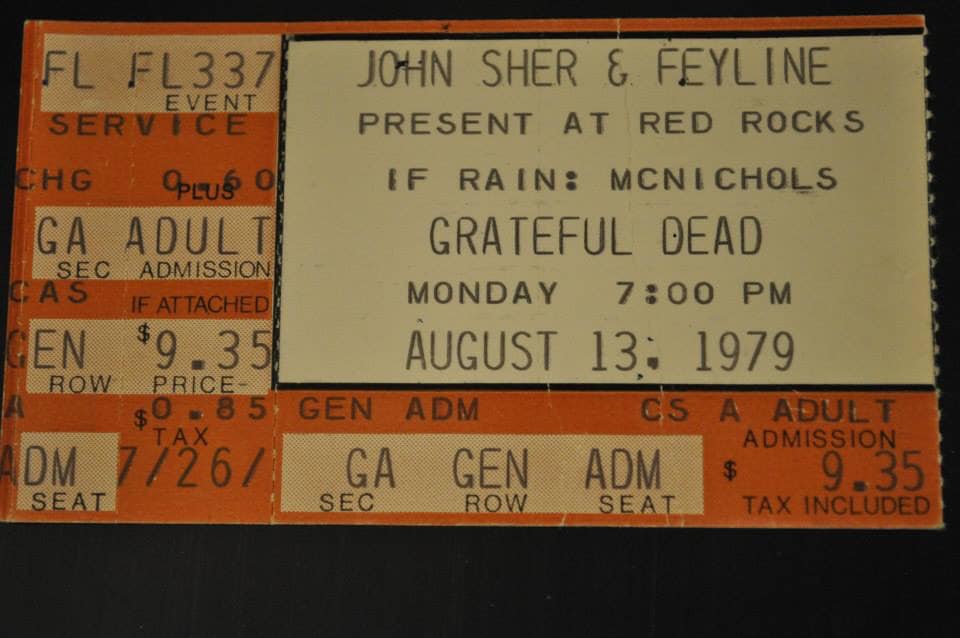 FL FL337
EVENT
SERVICE
CHG 0.60
PLUS
GA ADULT
SEC ADMISSION
CAS IF ATTACHED
GEN $9.35
ROW PRICE-
A $0.85
TAX
ADM 7/26/
SEAT
JOHN SHER & FEYLINE
PRESENT AT RED ROCKS
IF RAIN: MCNICHOLS
GRATEFUL DEAD
MONDAY 7:00 PM
AUGUST 13, 1979
GEN ADM CS A ADULT
ADMISSION
GA GEN ADM $ 9.35
SEC ROW SEAT TAX INCLUDED